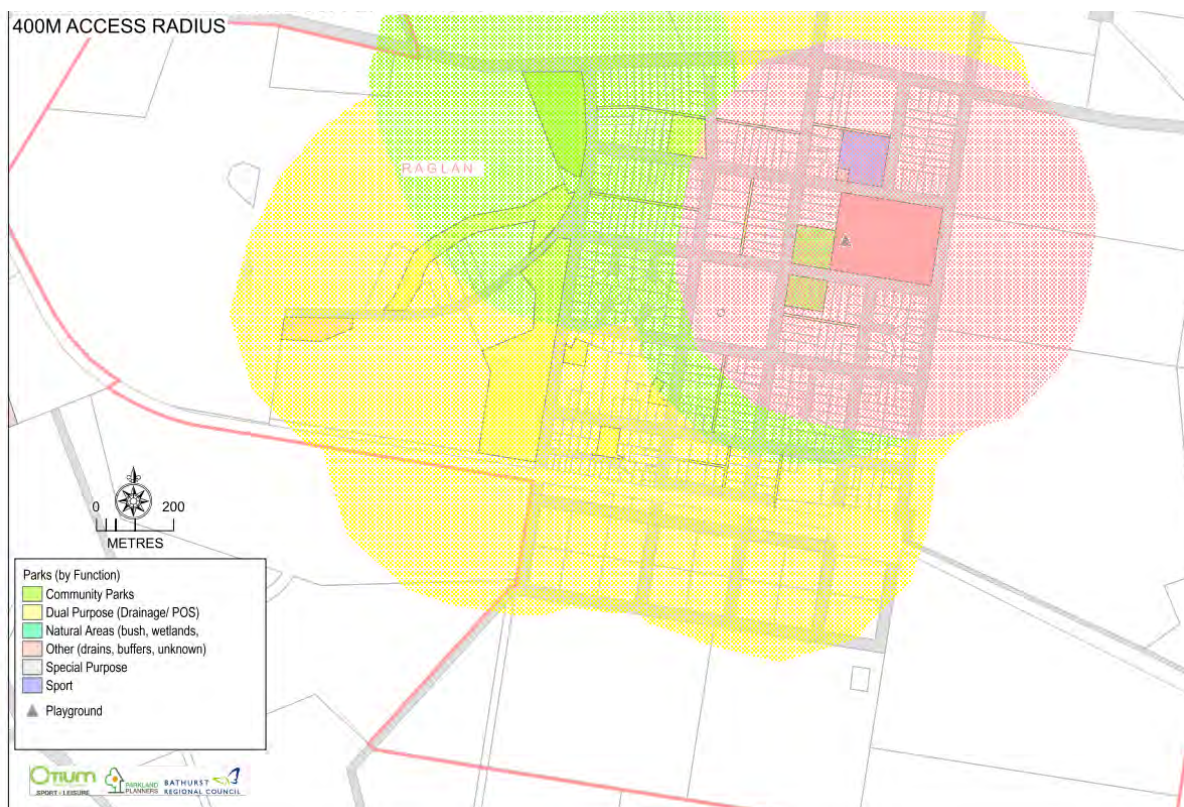 400M ACCESS RADIUS
RAGLAN
0 200
METRES
Parks (by Function)
Community Parks
Dual Purpose (Drainage/ POS)
Natural Areas (bush, wetlands,
Other (drains, buffers, unknown)
Special Purpose
Sport
Playground
OTIUM
SPORT + LEISURE
PARKLAND
PLANNERS
BATHURST
REGIONAL COUNCIL